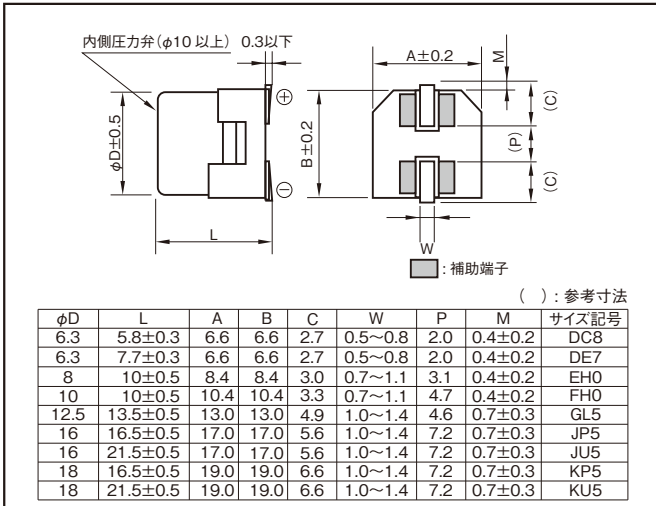 内側圧力弁(φ10 以上) 0.3以下
A±0.2
M
⊕
(C)
φD±0.5
B±0.2
(P)
⊖
(C)
L
W
:補助端子
( ):参考寸法
φD L A B C W P M サイズ記号
6.3 5.8±0.3 6.6 6.6 2.7 0.5~0.8 2.0 0.4±0.2 DC8
6.3 7.7±0.3 6.6 6.6 2.7 0.5~0.8 2.0 0.4±0.2 DE7
8 10±0.5 8.4 8.4 3.0 0.7~1.1 3.1 0.4±0.2 EH0
10 10±0.5 10.4 10.4 3.3 0.7~1.1 4.7 0.4±0.2 FH0
12.5 13.5±0.5 13.0 13.0 4.9 1.0~1.4 4.6 0.7±0.3 GL5
16 16.5±0.5 17.0 17.0 5.6 1.0~1.4 7.2 0.7±0.3 JP5
16 21.5±0.5 17.0 17.0 5.6 1.0~1.4 7.2 0.7±0.3 JU5
18 16.5±0.5 19.0 19.0 6.6 1.0~1.4 7.2 0.7±0.3 KP5
18 21.5±0.5 19.0 19.0 6.6 1.0~1.4 7.2 0.7±0.3 KU5